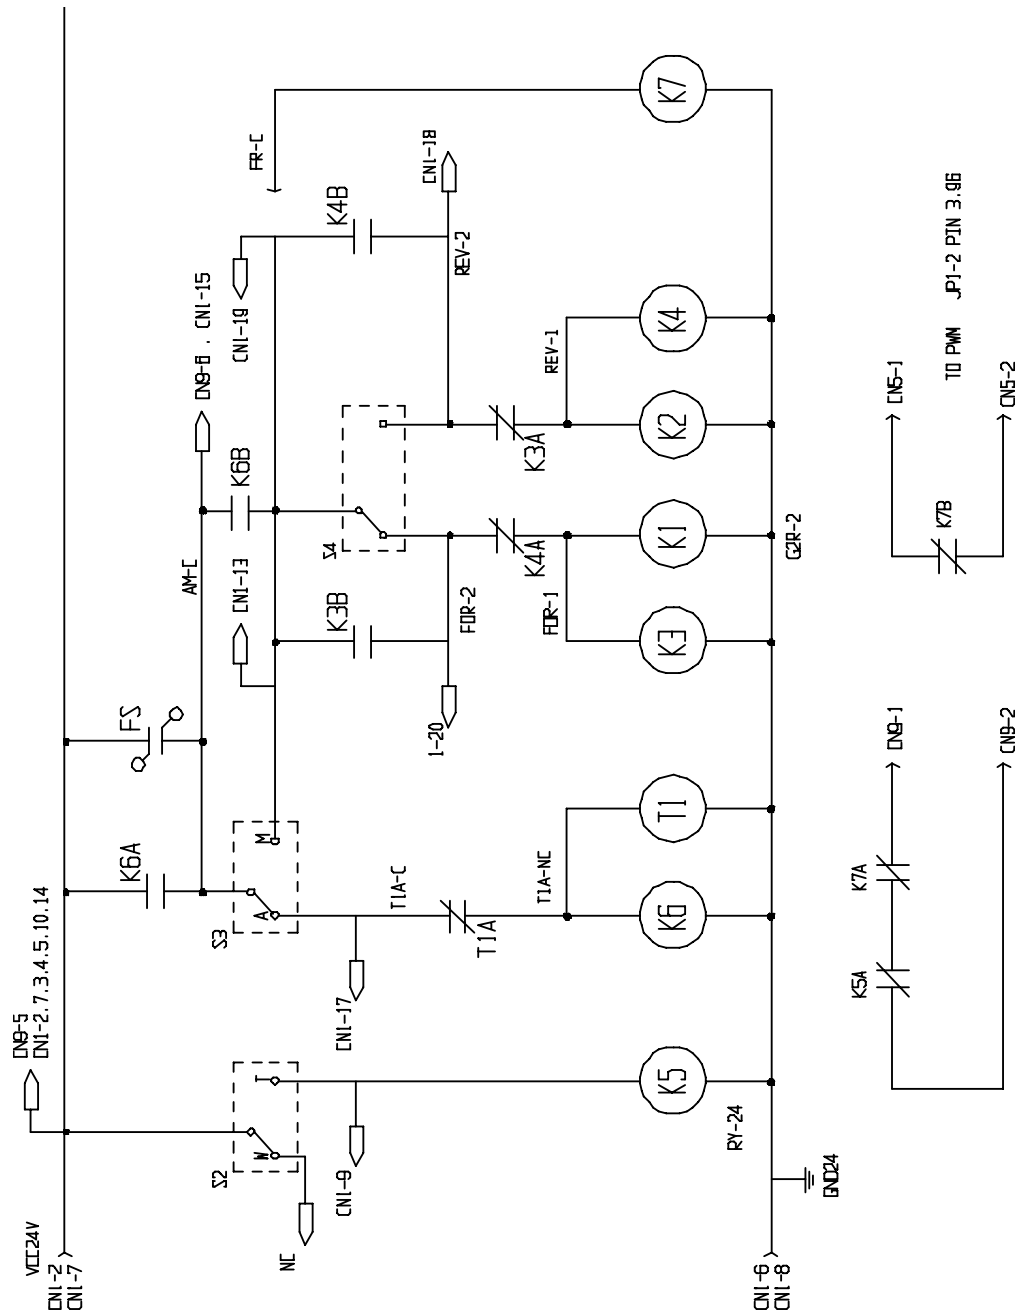 VCC24V
CN1-2
CN1-7
CN9-5
CN1-2.7.3.4.5.10.14
S2
W
T
NC
CN1-9
K5
RY-24
GND24
CN1-6
CN1-8
K6A
FS
S3
A
M
CN1-17
T1A-C
T1A
T1A-NC
K6
T1
AM-C
CN1-13
K6B
CN9-6 . CN1-15
CN1-19
K3B
1-20
FOR-2
S4
K4A
FOR-1
K3
K1
K4B
FR-C
CN1-18
REV-2
K3A
REV-1
K2
K4
K7
C2R-2
K5A
K7A
CN9-1
CN9-2
K7B
CN5-1
CN5-2
TO PWN JP1-2 PIN 3.96